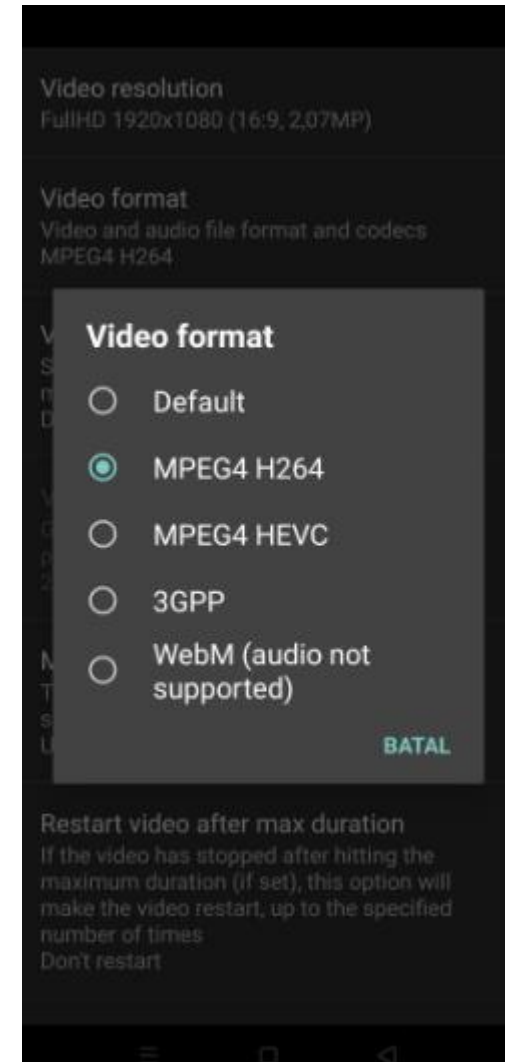 Video resolution
FullHD 1920x1080 (16:9, 2,07MP)
Video format
Video and audio file format and codecs
MPEG4 H264
Video format
Default
MPEG4 H264
MPEG4 HEVC
3GPP
WebM (audio not
supported)
BATAL
Restart video after max duration
If the video has stopped after hitting the
maximum duration (if set), this option will
make the video restart, up to the specified
number of times
Don't restart